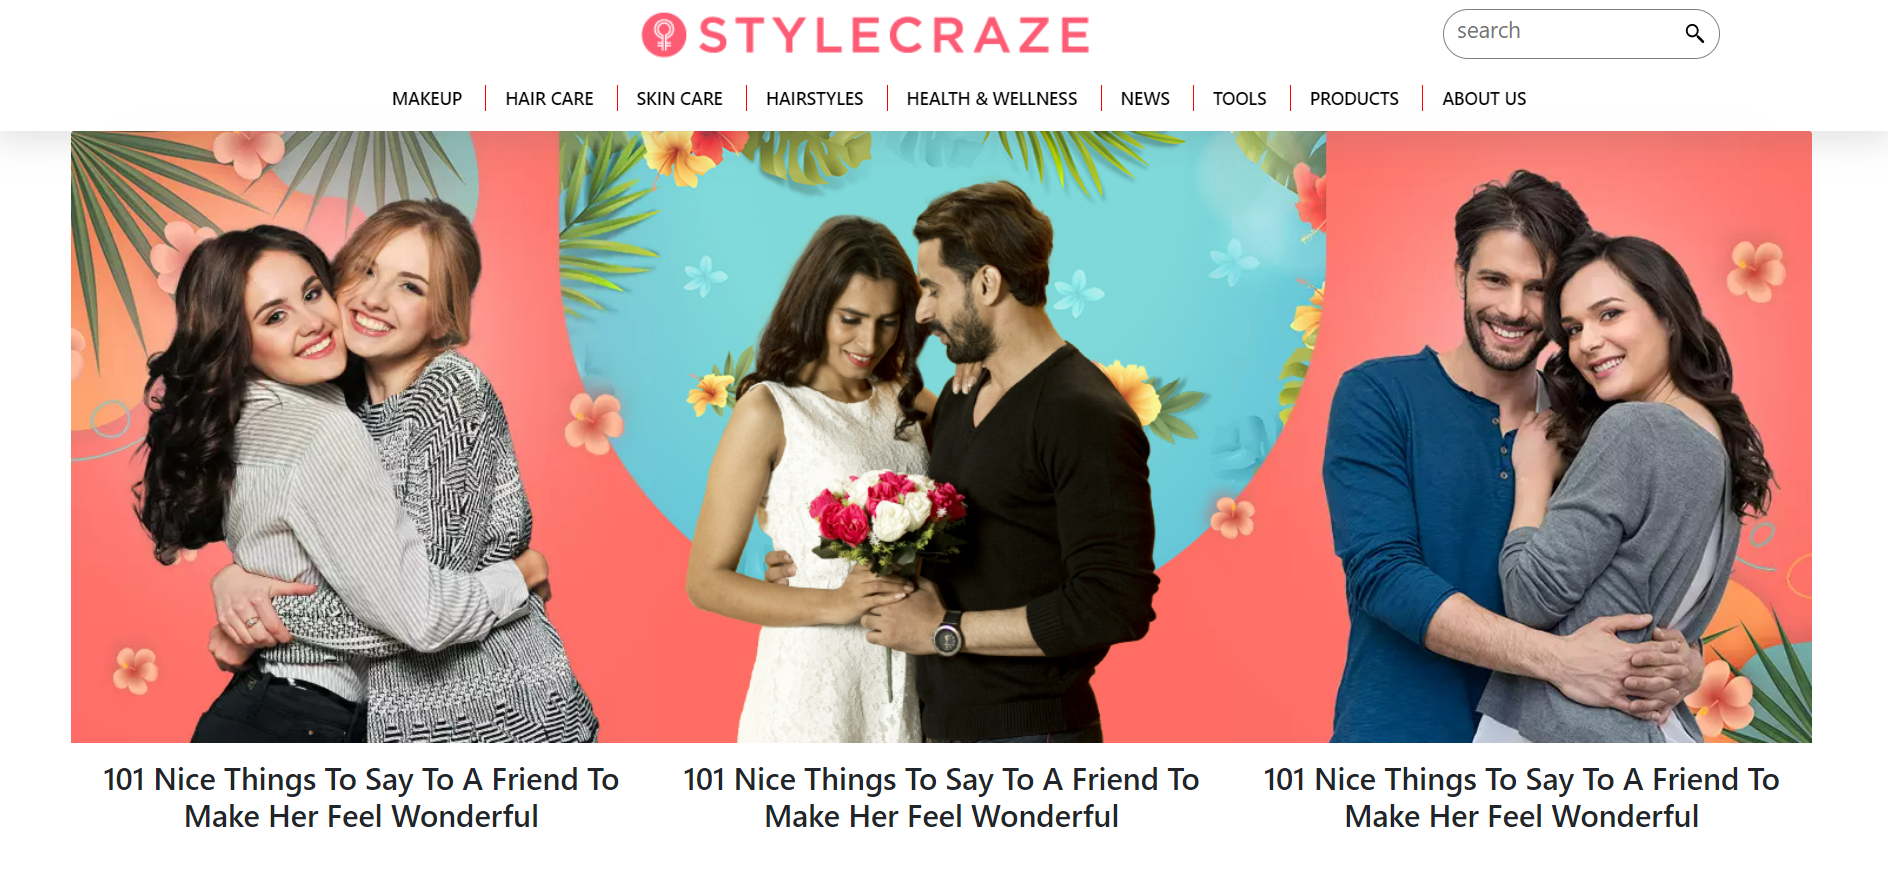 STYLECRAZE
search
MAKEUP
HAIR CARE
SKIN CARE
HAIRSTYLES
HEALTH & WELLNESS
NEWS
TOOLS
PRODUCTS
ABOUT US
101 Nice Things To Say To A Friend To
Make Her Feel Wonderful
101 Nice Things To Say To A Friend To
Make Her Feel Wonderful
101 Nice Things To Say To A Friend To
Make Her Feel Wonderful